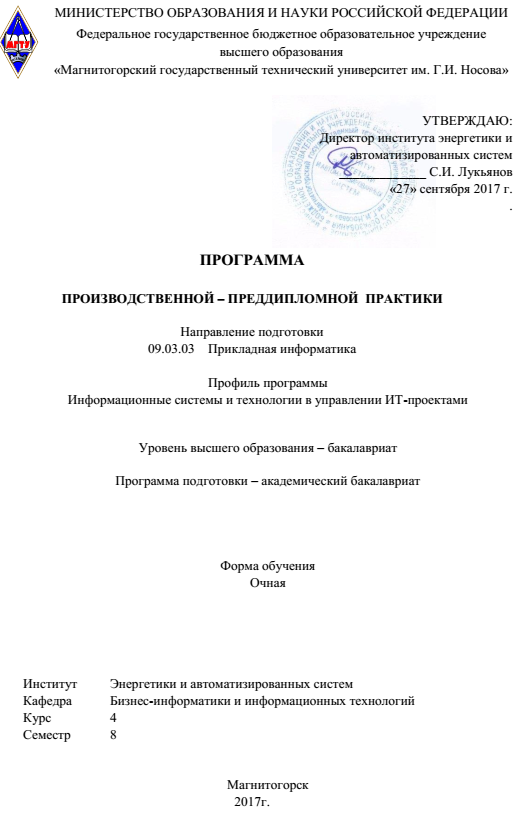 МИНИСТЕРСТВО ОБРАЗОВАНИЯ И НАУКИ РОССИЙСКОЙ ФЕДЕРАЦИИ
Федеральное государственное бюджетное образовательное учреждение
высшего образования
«Магнитогорский государственный технический университет им. Г.И. Носова»
МГТУ
УТВЕРЖДАЮ:
Директор института энергетики и
автоматизированных систем
_____________ С.И. Лукьянов
«27» сентября 2017 г.
.
ПРОГРАММА
ПРОИЗВОДСТВЕННОЙ – ПРЕДДИПЛОМНОЙ ПРАКТИКИ
Направление подготовки
09.03.03 Прикладная информатика
Профиль программы
Информационные системы и технологии в управлении ИТ-проектами
Уровень высшего образования – бакалавриат
Программа подготовки – академический бакалавриат
Форма обучения
Очная
Институт Энергетики и автоматизированных систем
Кафедра Бизнес-информатики и информационных технологий
Курс 4
Семестр 8
Магнитогорск
2017г.